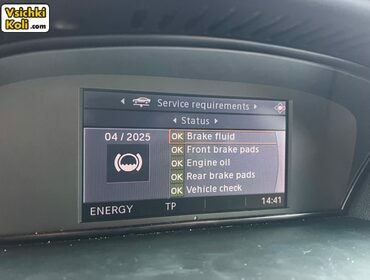 Vsichki
Koli .com
Service requirements
Status
04 / 2025
OK Brake fluid
OK Front brake pads
OK Engine oil
OK Rear brake pads
OK Vehicle check
ENERGY TP 14:41